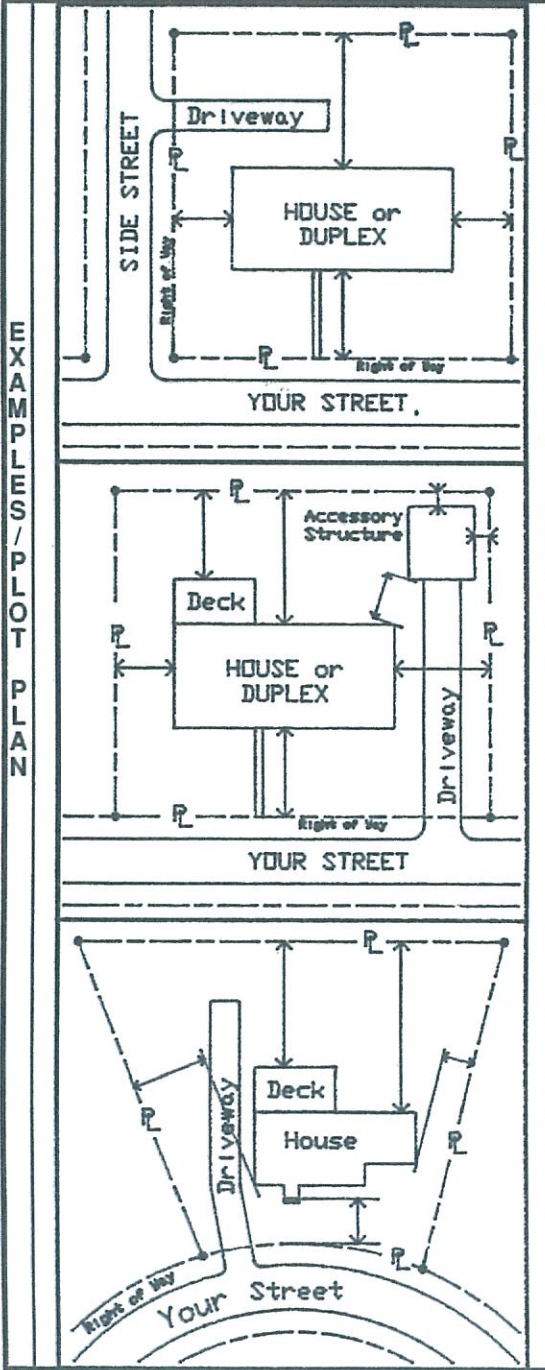 EXAMPLES/PLOT PLAN
PL
Driveway
PL
PL
SIDE STREET
HOUSE or
DUPLEX
Right of Way
PL
Right of Way
YOUR STREET.
PL
Accessory
Structure
Deck
PL
PL
HOUSE or
DUPLEX
Driveway
PL
Right of Way
YOUR STREET
PL
Deck
Driveway
House
PL
PL
PL
Right of Way
Your Street